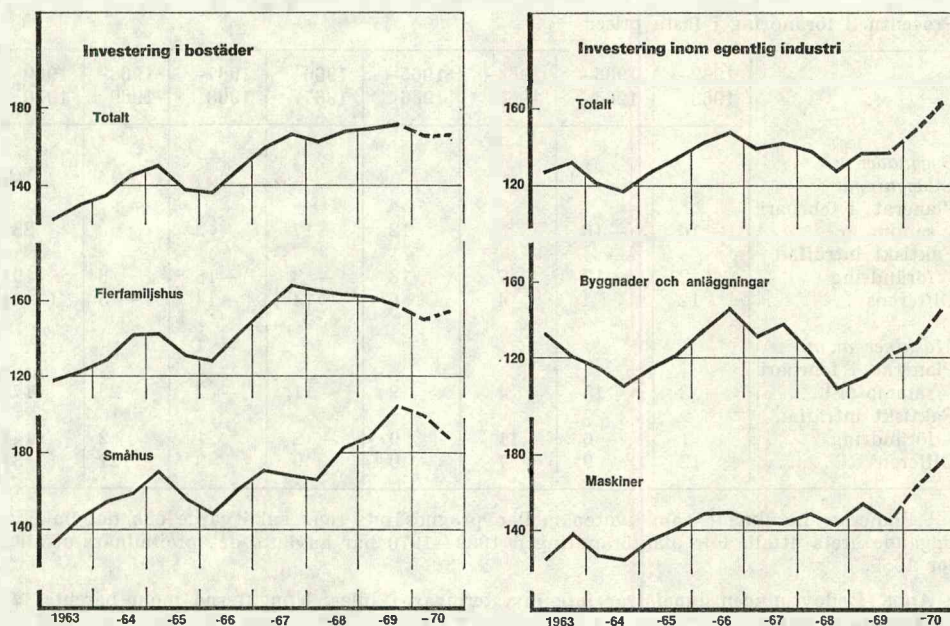 Investering i bostäder
180
Totalt
140
Flerfamiljshus
160
120
Småhus
180
140
1963 -64 -65 -66 -67 -68 -69 -70
Investering inom egentlig industri
160
Totalt
120
160
Byggnader och anläggningar
120
180
Maskiner
140
1963 -64 -65 -66 -67 -68 -69 -70